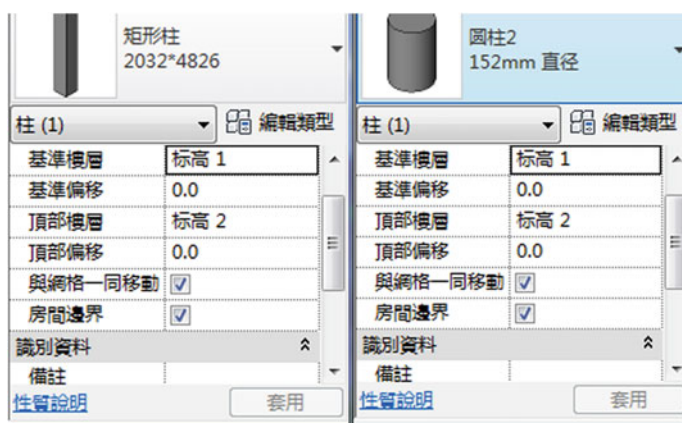 矩形柱
2032*4826
柱 (1)
編輯類型
基準樓層 标高 1
基準偏移 0.0
頂部樓層 标高 2
頂部偏移 0.0
與網格一同移動
房間邊界
識別資料
備註
性質說明
套用
圆柱2
152mm 直径
柱 (1)
編輯類型
基準樓層 标高 1
基準偏移 0.0
頂部樓層 标高 2
頂部偏移 0.0
與網格一同移動
房間邊界
識別資料
備註
性質說明
套用